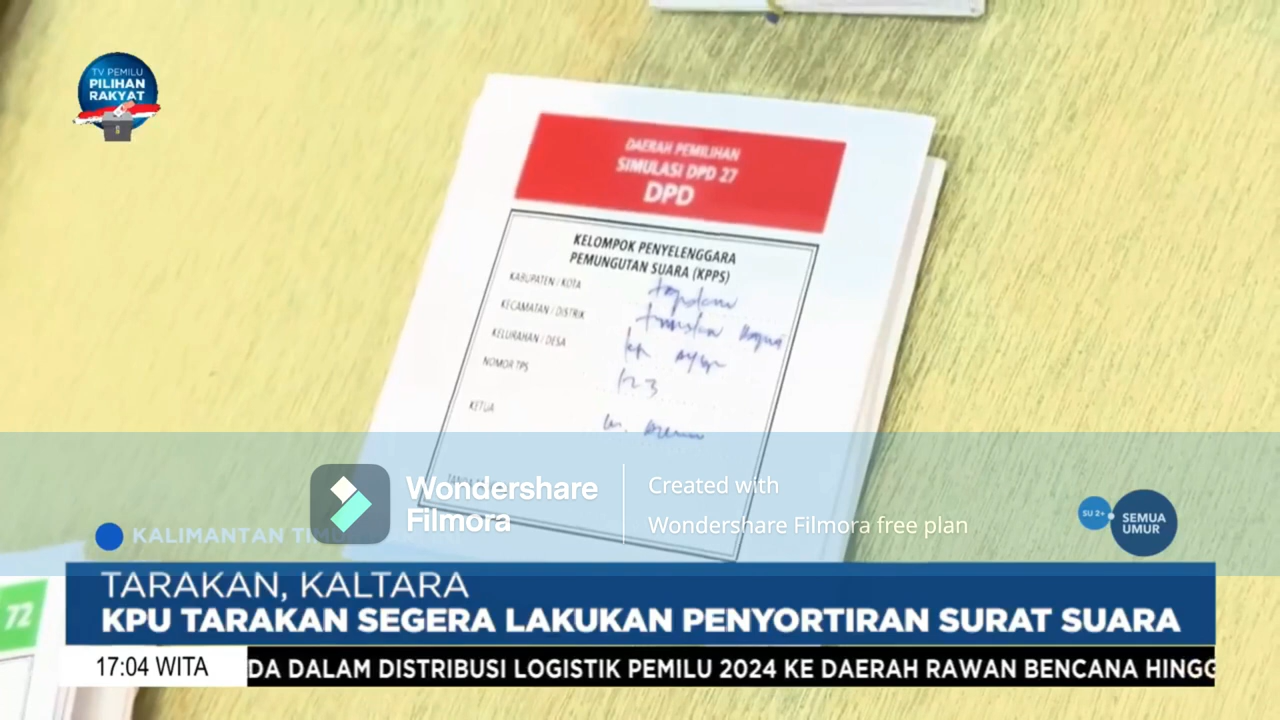 TV PEMILU
PILIHAN
RAKYAT
DAERAH PEMILIHAN
SIMULASI DPD 27
DPD
KELOMPOK PENYELENGGARA
PEMUNGUTAN SUARA (KPPS)
KABUPATEN / KOTA
KECAMATAN / DISTRIK
KELURAHAN / DESA
NOMOR TPS 123
KETUA
Wondershare
Filmora
Created with
Wondershare Filmora free plan
SU 2+
SEMUA
UMUR
KALIMANTAN
72
TARAKAN, KALTARA
KPU TARAKAN SEGERA LAKUKAN PENYORTIRAN SURAT SUARA
17:04 WITA
DA DALAM DISTRIBUSI LOGISTIK PEMILU 2024 KE DAERAH RAWAN BENCANA HINGG